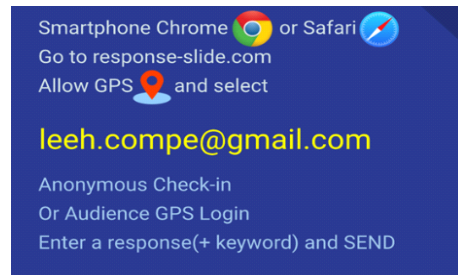 Smartphone Chrome or Safari
Go to response-slide.com
Allow GPS and select
leeh.compe@gmail.com
Anonymous Check-in
Or Audience GPS Login
Enter a response(+ keyword) and SEND